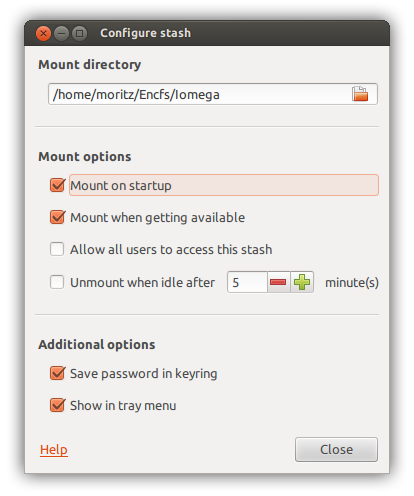 Configure stash
Mount directory
/home/moritz/Encfs/Iomega
Mount options
Mount on startup
Mount when getting available
Allow all users to access this stash
Unmount when idle after 5 minute(s)
Additional options
Save password in keyring
Show in tray menu
Help Close